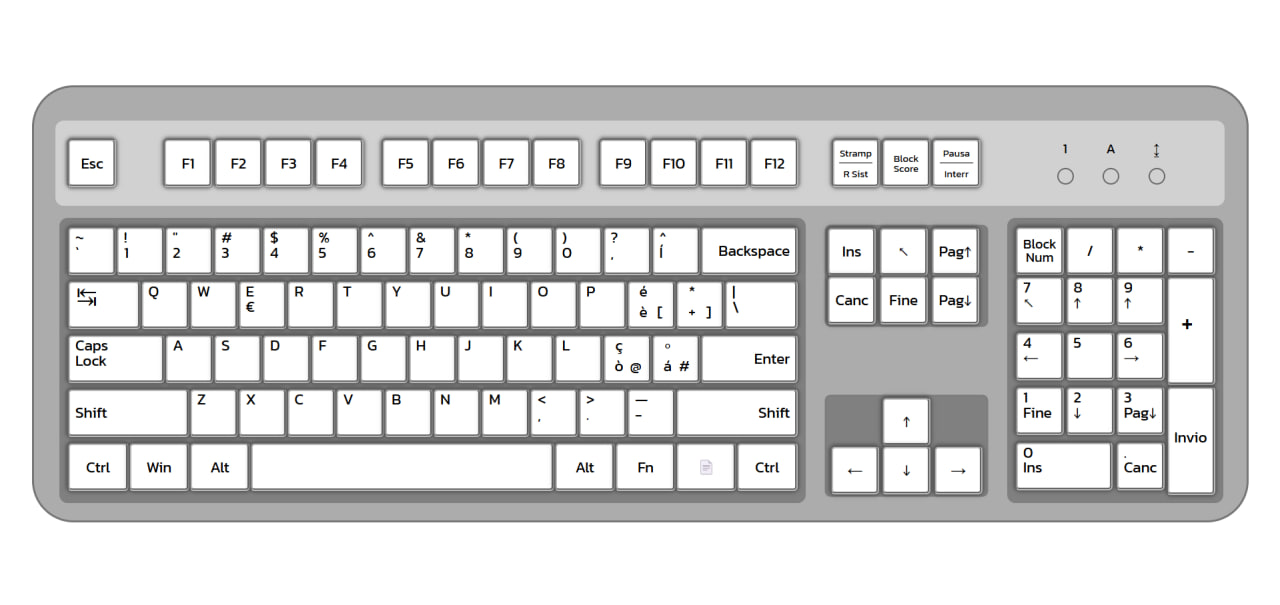 Esc F1 F2 F3 F4 F5 F6 F7 F8 F9 F10 F11 F12
Stramp
R Sist
Block
Score
Pausa
Interr
1 A ↨
~ ! " # $ % ^ & * ( ) ? ^
` 1 2 3 4 5 6 7 8 9 0 , Í Backspace
Q W E R T Y U I O P é * |
€ è [ + ] \
Caps
Lock
A S D F G H J K L ç °
ò @ á # Enter
Shift Z X C V B N M < > — Shift
, . -
Ctrl Win Alt Alt Fn Ctrl
Ins ↖ Pag↑
Canc Fine Pag↓
↑
← ↓ →
Block
Num
/ * -
7 8 9
↖ ↑ ↑
+
4 5 6
← →
1 2 3
Fine ↓ Pag↓
Invio
0 .
Ins Canc